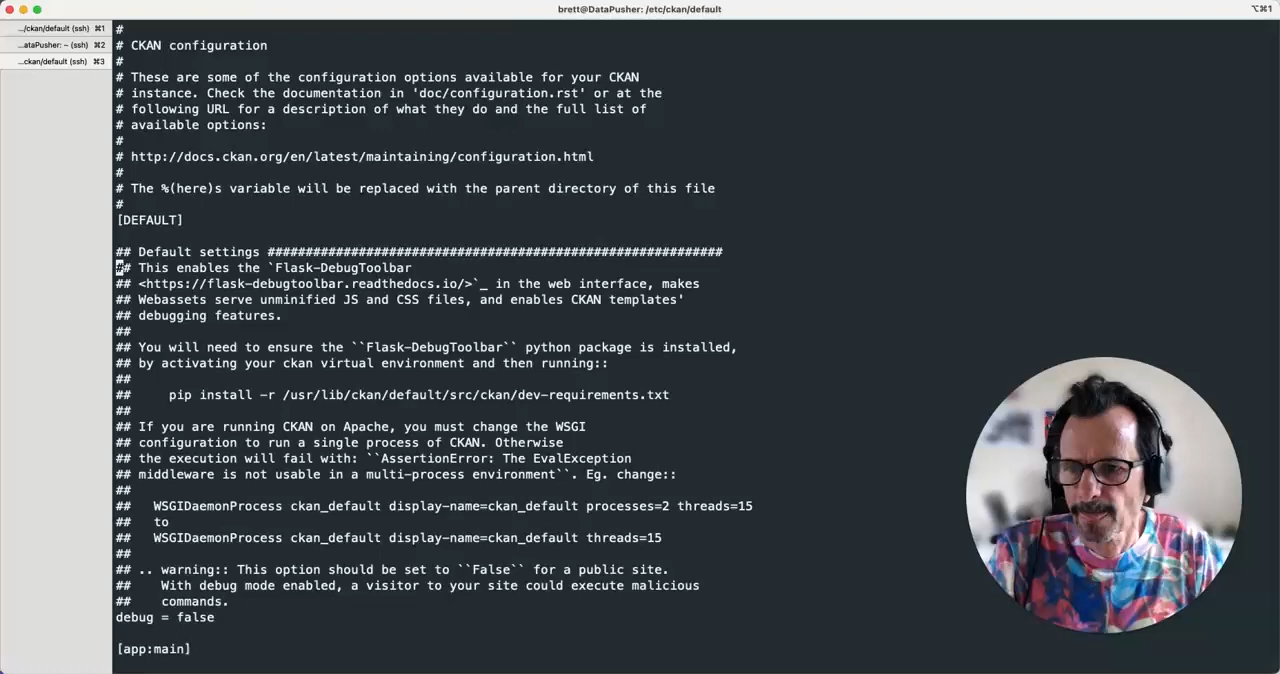 brett@DataPusher: /etc/ckan/default
⌥⌘1
.../ckan/default (ssh) ⌘1
...ataPusher: ~ (ssh) ⌘2
...ckan/default (ssh) ⌘3
#
# CKAN configuration
#
# These are some of the configuration options available for your CKAN
# instance. Check the documentation in 'doc/configuration.rst' or at the
# following URL for a description of what they do and the full list of
# available options:
#
# http://docs.ckan.org/en/latest/maintaining/configuration.html
#
# The %(here)s variable will be replaced with the parent directory of this file
#
[DEFAULT]
## Default settings ############################################################
## This enables the `Flask-DebugToolbar
## <https://flask-debugtoolbar.readthedocs.io/>`_ in the web interface, makes
## Webassets serve unminified JS and CSS files, and enables CKAN templates'
## debugging features.
##
## You will need to ensure the ``Flask-DebugToolbar`` python package is installed,
## by activating your ckan virtual environment and then running::
##
##     pip install -r /usr/lib/ckan/default/src/ckan/dev-requirements.txt
##
## If you are running CKAN on Apache, you must change the WSGI
## configuration to run a single process of CKAN. Otherwise
## the execution will fail with: ``AssertionError: The EvalException
## middleware is not usable in a multi-process environment``. Eg. change::
##
##   WSGIDaemonProcess ckan_default display-name=ckan_default processes=2 threads=15
##   to
##   WSGIDaemonProcess ckan_default display-name=ckan_default threads=15
##
## .. warning:: This option should be set to ``False`` for a public site.
##    With debug mode enabled, a visitor to your site could execute malicious
##    commands.
debug = false
[app:main]